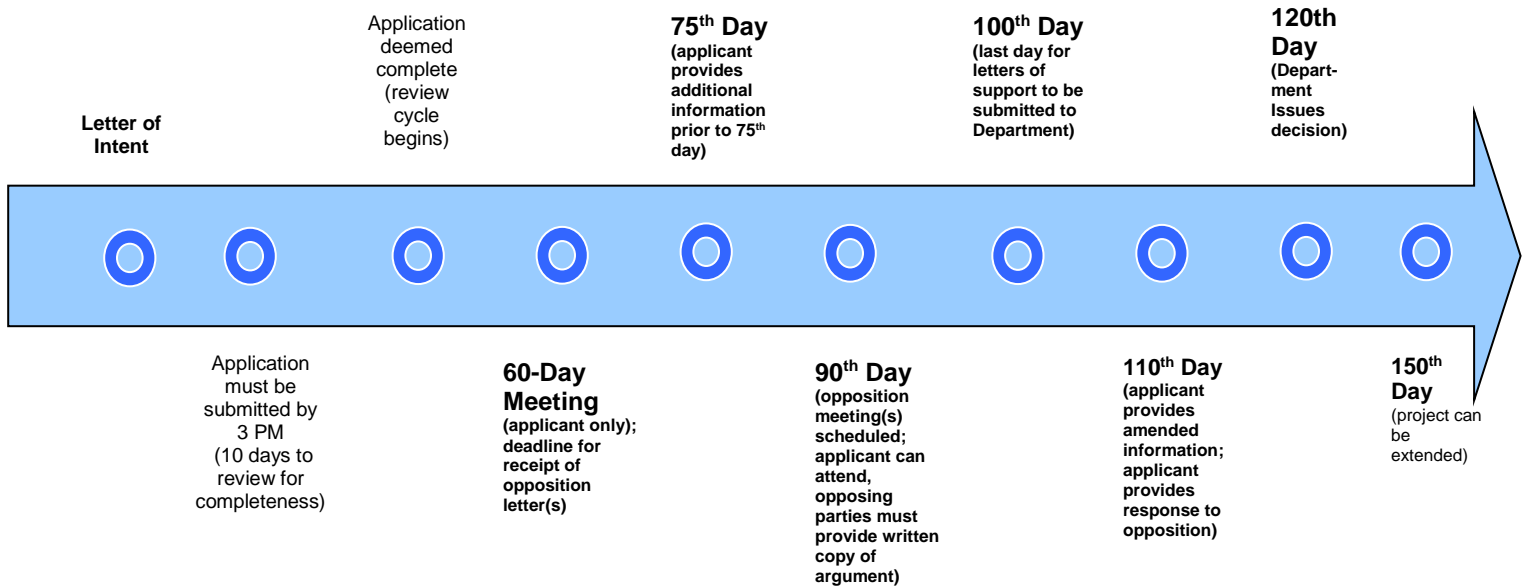 Letter of
Intent
Application
deemed
complete
(review
cycle
begins)
75th Day
(applicant
provides
additional
information
prior to 75th
day)
100th Day
(last day for
letters of
support to be
submitted to
Department)
120th
Day
(Depart-
ment
Issues
decision)
Application
must be
submitted by
3 PM
(10 days to
review for
completeness)
60-Day
Meeting
(applicant only);
deadline for
receipt of
opposition
letter(s)
90th Day
(opposition
meeting(s)
scheduled;
applicant can
attend,
opposing
parties must
provide written
copy of
argument)
110th Day
(applicant
provides
amended
information;
applicant
provides
response to
opposition)
150th
Day
(project can
be
extended)